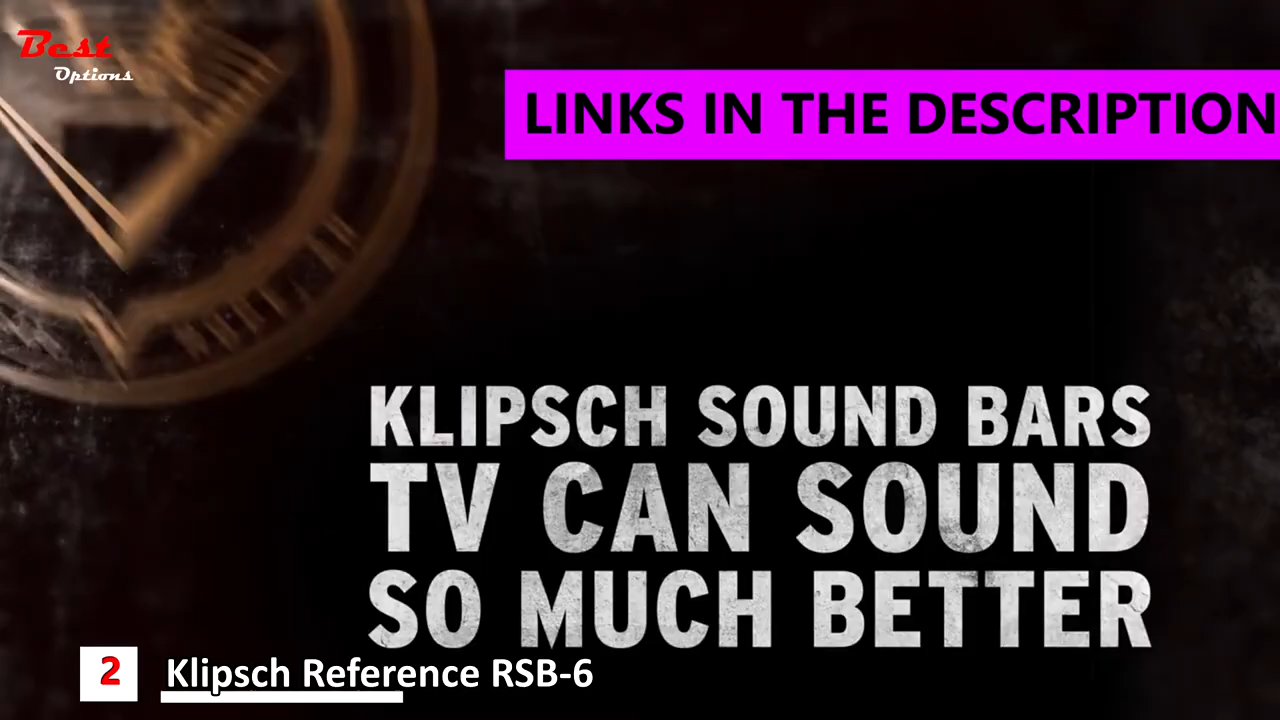 Best
Options
LINKS IN THE DESCRIPTION
KLIPSCH SOUND BARS
TV CAN SOUND
SO MUCH BETTER
2 Klipsch Reference RSB-6